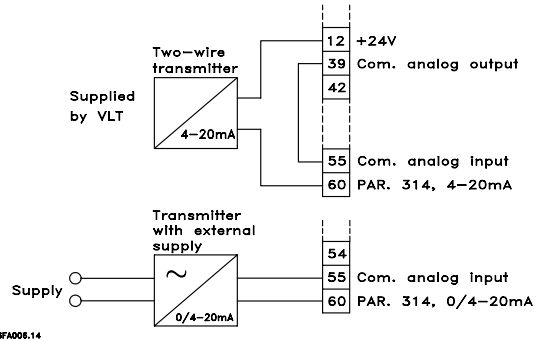 Two-wire
transmitter
Supplied
by VLT
4-20mA
12 +24V
39 Com. analog output
42
55 Com. analog input
60 PAR. 314, 4-20mA
Transmitter
with external
supply
Supply
~
0/4-20mA
54
55 Com. analog input
60 PAR. 314, 0/4-20mA
SFA006.14